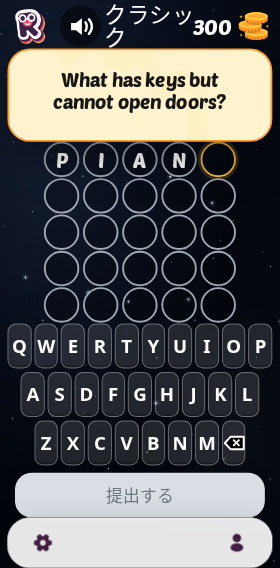 クラシッ
ク
300
What has keys but
cannot open doors?
P I A N
Q W E R T Y U I O P
A S D F G H J K L
Z X C V B N M
提出する